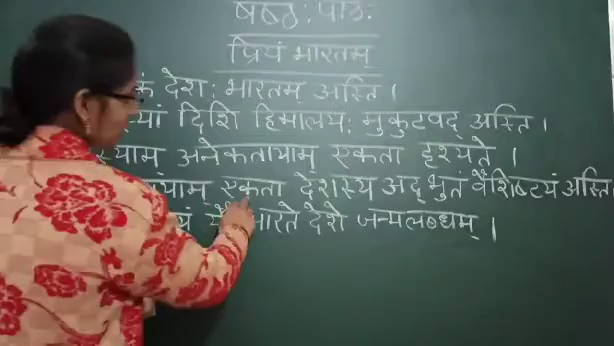 षष्ठः पाठः
प्रियं भारतम्
देशः भारतम् अस्ति ।
दिशि हिमालयः मुकुटवद् अस्ति ।
अनेकतायाम् एकता दृश्यते ।
एकता देशस्य अद्भुतं वैशिष्टयं अस्ति।
भारते देशे जन्मलब्धम् ।